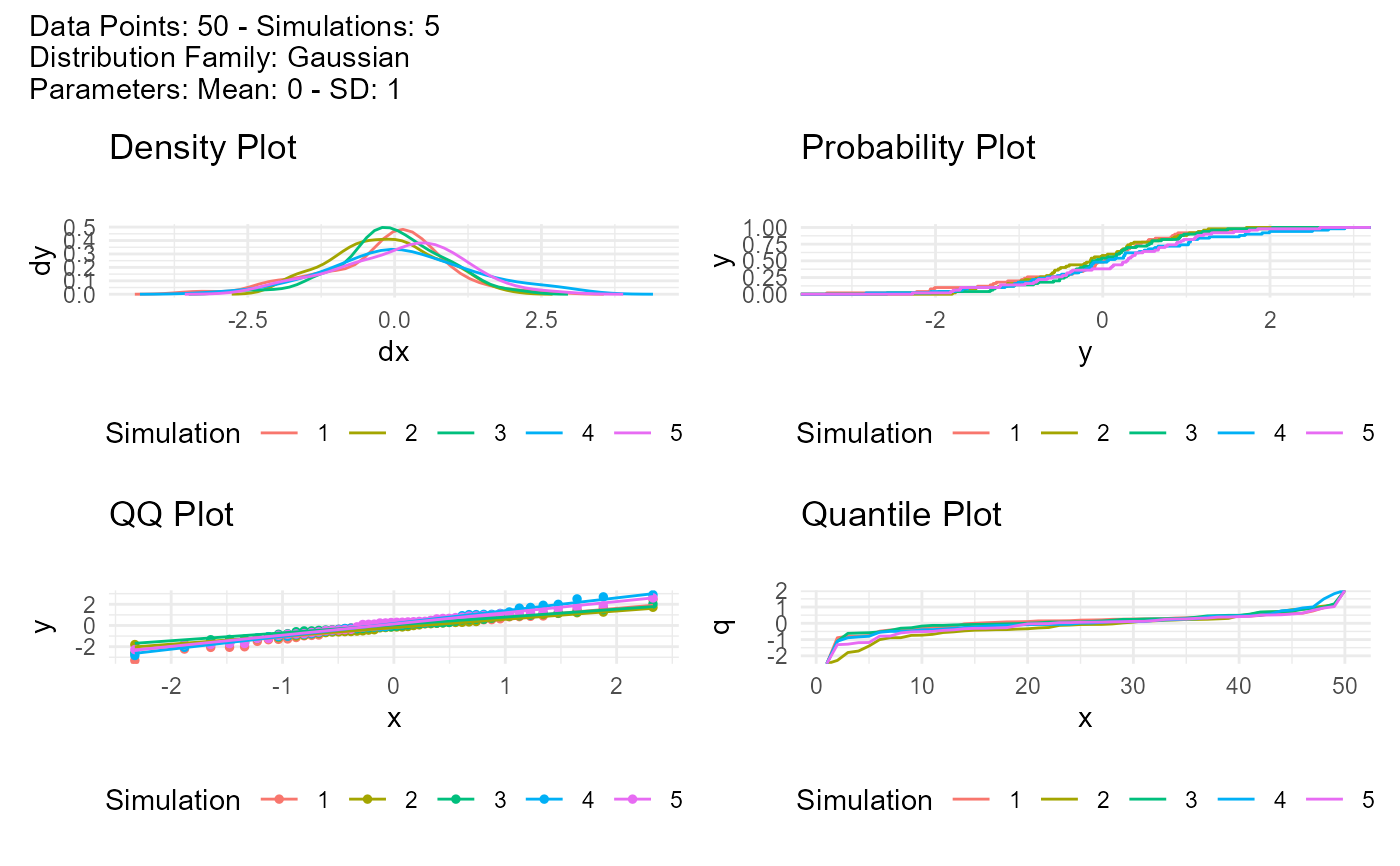 Data Points: 50 - Simulations: 5
Distribution Family: Gaussian
Parameters: Mean: 0 - SD: 1
Density Plot
dy
0.5
0.4
0.3
0.2
0.1
0.0
-2.5 0.0 2.5
dx
Simulation 1 2 3 4 5
Probability Plot
y
1.00
0.75
0.50
0.25
0.00
-2 0 2
y
Simulation 1 2 3 4 5
QQ Plot
y
2
0
-2
-2 -1 0 1 2
x
Simulation 1 2 3 4 5
Quantile Plot
q
2
1
0
-1
-2
0 10 20 30 40 50
x
Simulation 1 2 3 4 5